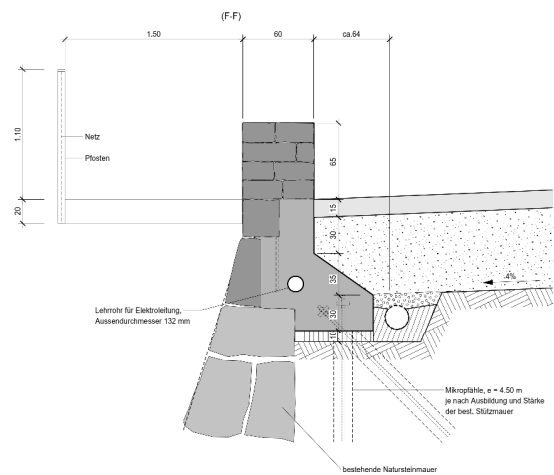 (F-F)
1.50
60
ca.64
1.10
20
Netz
Pfosten
65
15
30
35
30
10
4%
Lehrrohr für Elektroleitung,
Aussendurchmesser 132 mm
Mikropfähle, e = 4.50 m
je nach Ausbildung und Stärke
der best. Stützmauer
bestehende Natursteinmauer